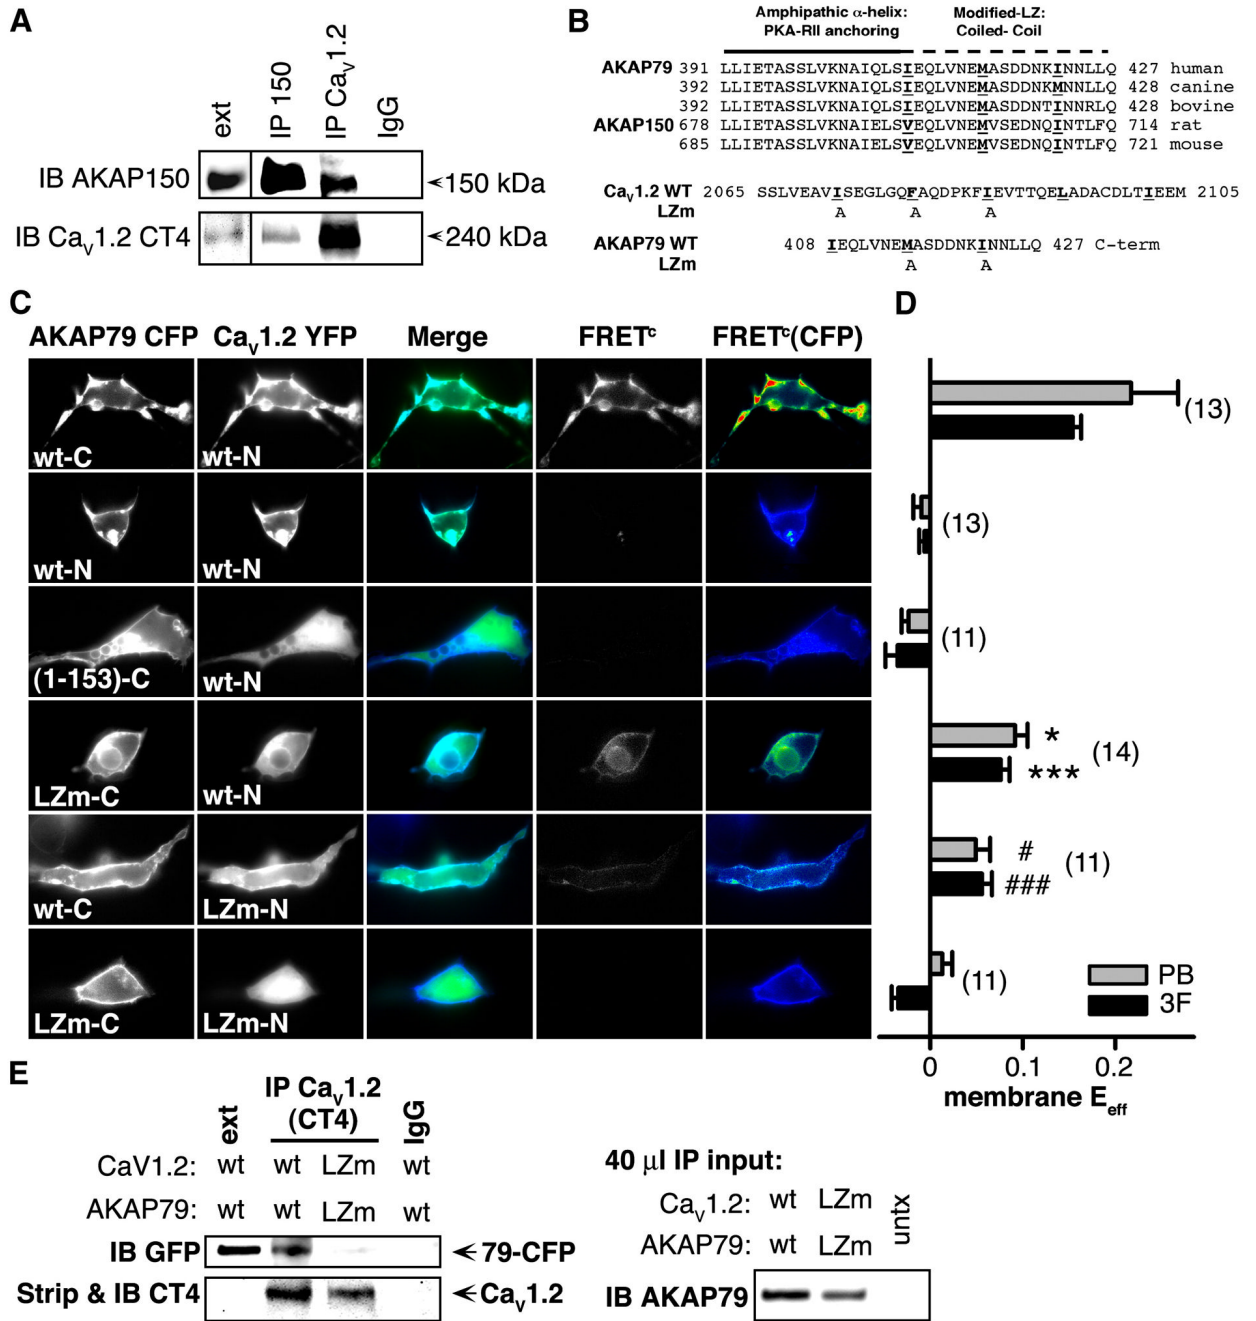 A
ext
IP 150
IP CaV1.2
IgG
IB AKAP150
<150 kDa
IB CaV1.2 CT4
<240 kDa
B
Amphipathic α-helix:
PKA-RII anchoring
Modified-LZ:
Coiled- Coil
AKAP79 391 LLIETASSLVKNAIQLSIEQLVNEMASDDNKINNLLQ 427 human
392 LLIETASSLVKNAIQLSIEQLVNEMASDDNKMNNLLQ 428 canine
392 LLIETASSLVKNAIQLSIEQLVNEMASDDNTINNRLQ 428 bovine
AKAP150 678 LLIETASSLVKNAIELSVEQLVNEMVSEDNQINTLFQ 714 rat
685 LLIETASSLVKNAIELSVEQLVNEMVSEDNQINTLFQ 721 mouse
CaV1.2 WT 2065 SSLVEAVISEGLGQFAQDPKFIEVTTQELADACDLTIEEM 2105
LZm A A A
AKAP79 WT 408 IEQLVNEMASDDNKINNLLQ 427 C-term
LZm A A
C
AKAP79 CFP CaV1.2 YFP Merge FRETc FRETc(CFP)
wt-C wt-N
wt-N wt-N
(1-153)-C wt-N
LZm-C wt-N
wt-C LZm-N
LZm-C LZm-N
D
(13)
(13)
(11)
* (14)
***
# (11)
###
(11)
PB
3F
0 0.1 0.2
membrane Eeff
E
IP CaV1.2
(CT4)
ext
IgG
CaV1.2: wt wt LZm wt
AKAP79: wt wt LZm wt
IB GFP
79-CFP
Strip & IB CT4
CaV1.2
40 µl IP input:
CaV1.2: wt LZm
AKAP79: wt LZm
untx
IB AKAP79